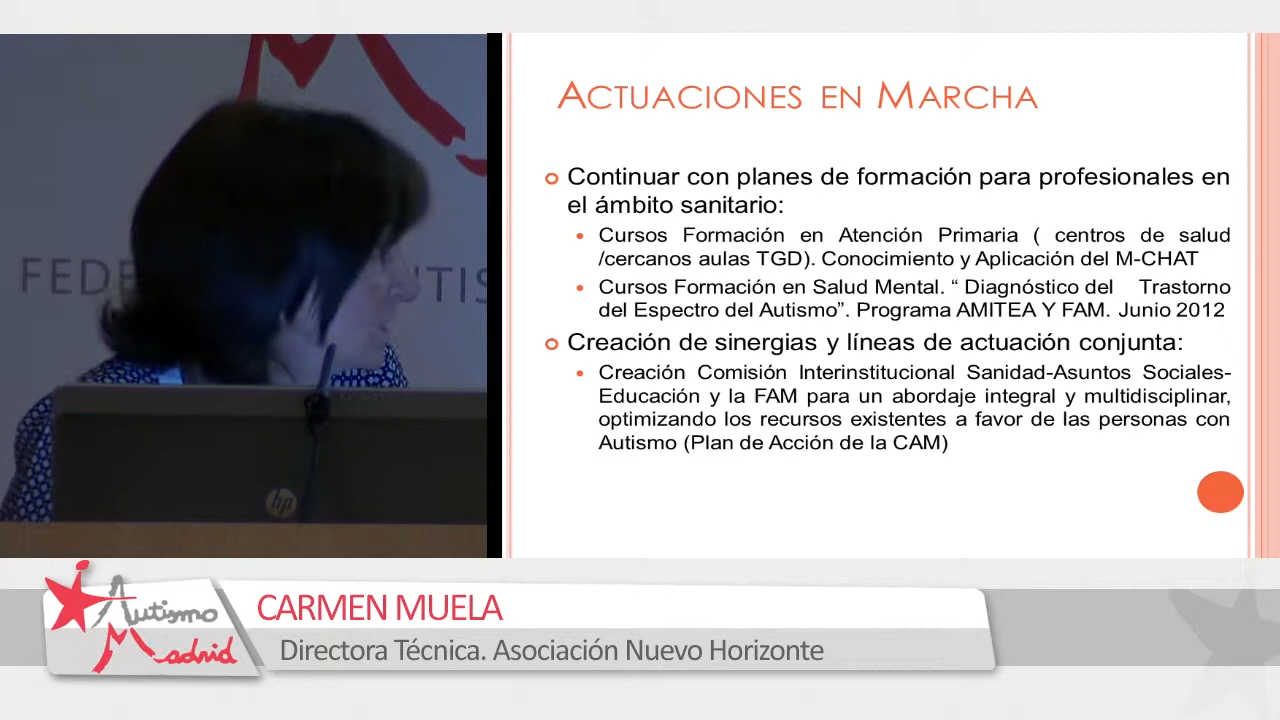 ACTUACIONES EN MARCHA
Continuar con planes de formación para profesionales en
el ámbito sanitario:
Cursos Formación en Atención Primaria ( centros de salud
/cercanos aulas TGD). Conocimiento y Aplicación del M-CHAT
Cursos Formación en Salud Mental. “ Diagnóstico del Trastorno
del Espectro del Autismo”. Programa AMITEA Y FAM. Junio 2012
Creación de sinergias y líneas de actuación conjunta:
Creación Comisión Interinstitucional Sanidad-Asuntos Sociales-
Educación y la FAM para un abordaje integral y multidisciplinar,
optimizando los recursos existentes a favor de las personas con
Autismo (Plan de Acción de la CAM)
FEDE
UTIS
hp
Autismo
Madrid
CARMEN MUELA
Directora Técnica. Asociación Nuevo Horizonte